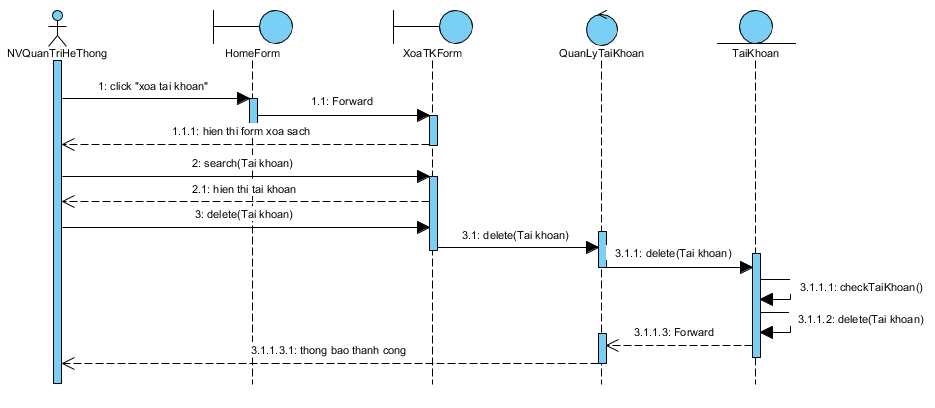 NVQuanTriHeThong
HomeForm
XoaTKForm
QuanLyTaiKhoan
TaiKhoan
1: click "xoa tai khoan"
1.1: Forward
1.1.1: hien thi form xoa sach
2: search(Tai khoan)
2.1: hien thi tai khoan
3: delete(Tai khoan)
3.1: delete(Tai khoan)
3.1.1: delete(Tai khoan)
3.1.1.1: checkTaiKhoan()
3.1.1.2: delete(Tai khoan)
3.1.1.3: Forward
3.1.1.3.1: thong bao thanh cong